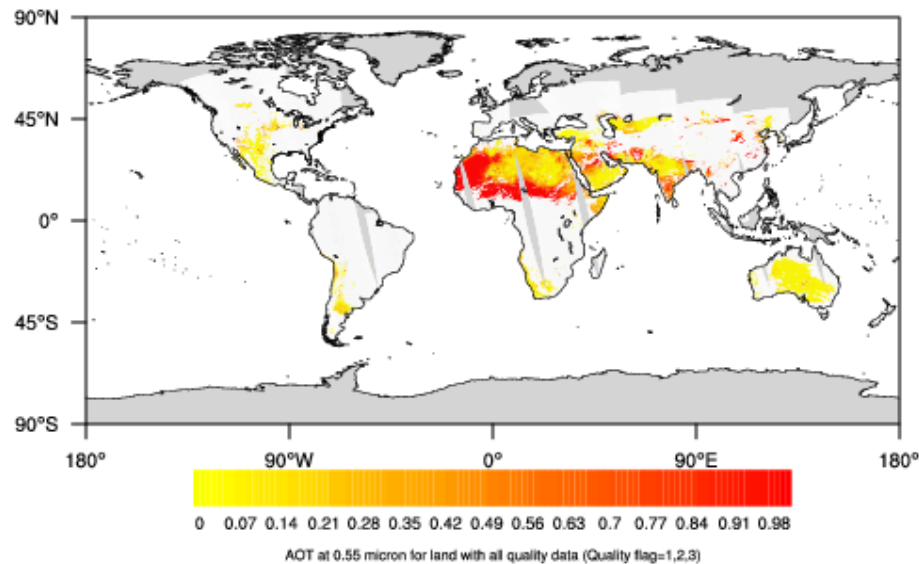 90°N
45°N
0°
45°S
90°S
180° 90°W 0° 90°E 180°
0 0.07 0.14 0.21 0.28 0.35 0.42 0.49 0.56 0.63 0.7 0.77 0.84 0.91 0.98
AOT at 0.55 micron for land with all quality data (Quality flag=1,2,3)